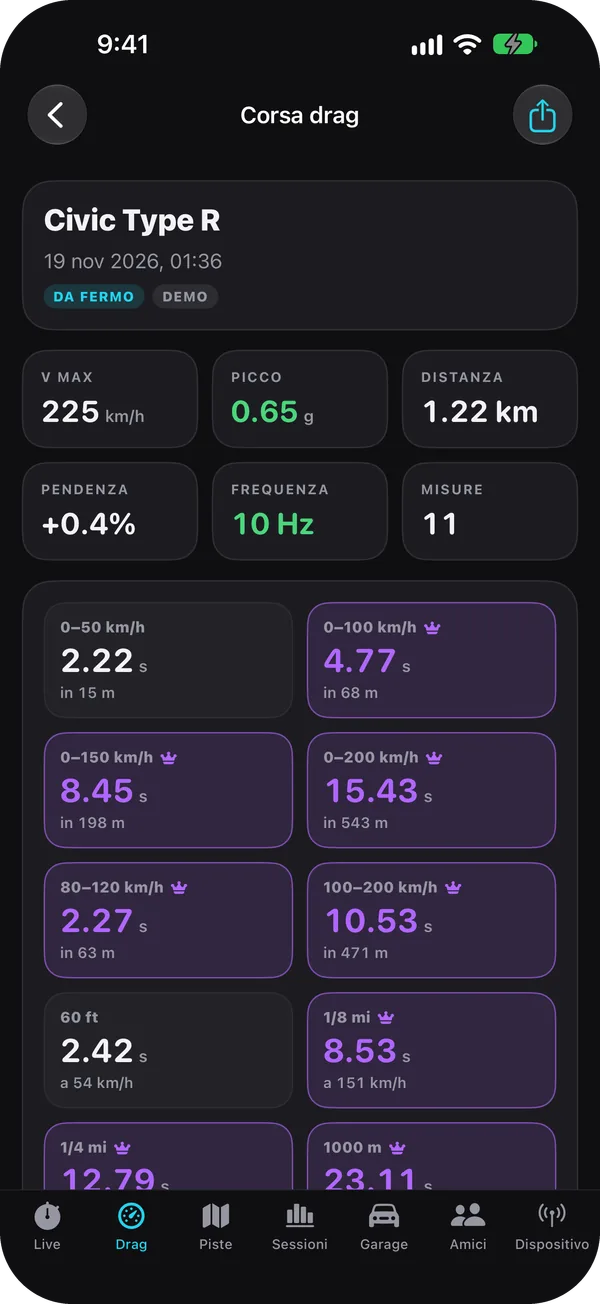 9:41
Corsa drag
Civic Type R
19 nov 2026, 01:36
DA FERMO DEMO
V MAX PICCO DISTANZA
225 km/h 0.65 g 1.22 km
PENDENZA FREQUENZA MISURE
+0.4% 10 Hz 11
0–50 km/h 0–100 km/h
2.22 s 4.77 s
in 15 m in 68 m
0–150 km/h 0–200 km/h
8.45 s 15.43 s
in 198 m in 543 m
80–120 km/h 100–200 km/h
2.27 s 10.53 s
in 63 m in 471 m
60 ft 1/8 mi
2.42 s 8.53 s
a 54 km/h a 151 km/h
1/4 mi 1000 m
12.79 s 23.11 s
Live Drag Piste Sessioni Garage Amici Dispositivo